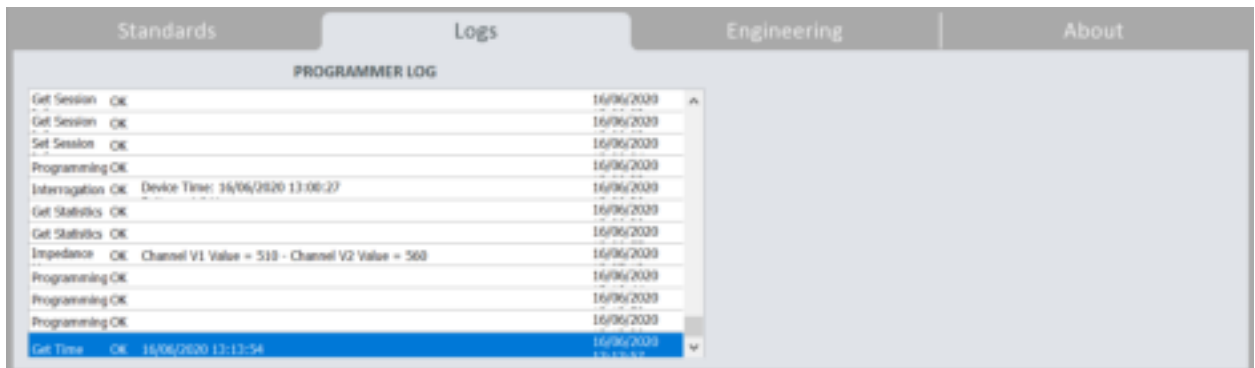 Standards Logs Engineering About
PROGRAMMER LOG
Get Session OK 16/06/2020
Get Session OK 16/06/2020
Set Session OK 16/06/2020
Programming OK 16/06/2020
Interrogation OK Device Time: 16/06/2020 13:00:27 16/06/2020
Get Statistics OK 16/06/2020
Get Statistics OK 16/06/2020
Impedance OK Channel V1 Value = 510 - Channel V2 Value = 560 16/06/2020
Programming OK 16/06/2020
Programming OK 16/06/2020
Programming OK 16/06/2020
Get Time OK 16/06/2020 13:13:54 16/06/2020